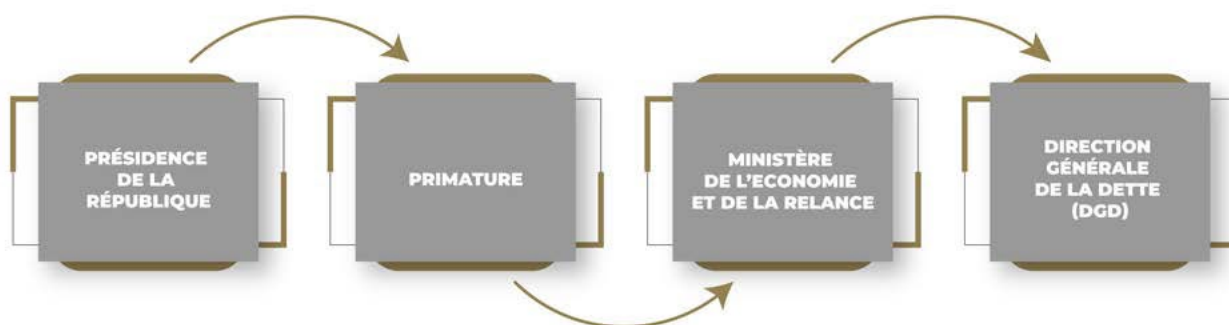 PRÉSIDENCE
DE LA
RÉPUBLIQUE
PRIMATURE
MINISTÈRE
DE L'ECONOMIE
ET DE LA RELANCE
DIRECTION
GÉNÉRALE
DE LA DETTE
(DGD)